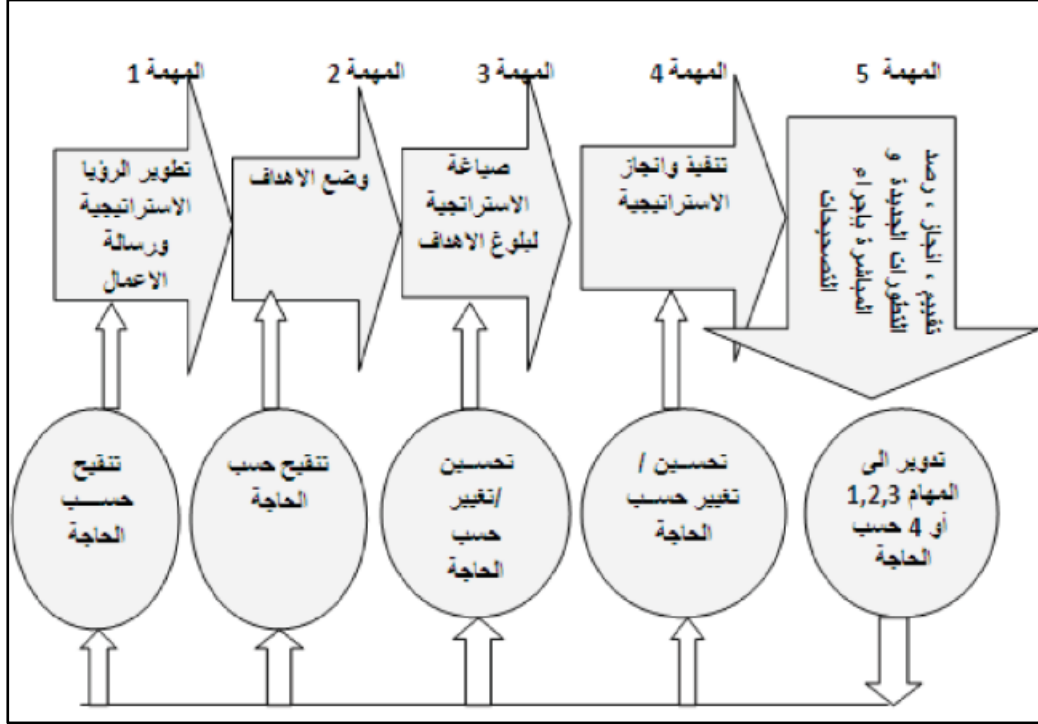 المهمة 1
المهمة 2
المهمة 3
المهمة 4
المهمة 5
تطوير الرؤيا
الاستراتيجية
ورسالة
الاعمال
وضع الاهداف
صياغة
الاستراتجية
لبلوغ الاهداف
تنفيذ وانجاز
الاستراتيجية
تقييم ، انجاز ، رصد
التطورات الجديدة و
المباشرة بإجراء
التصحيحات
تنقيح
حسب
الحاجة
تنقيح حسب
الحاجة
تحسين
/تغيير
حسب
الحاجة
تحسين /
تغيير حسب
الحاجة
تدوير الى
المهام 1,2,3
أو 4 حسب
الحاجة